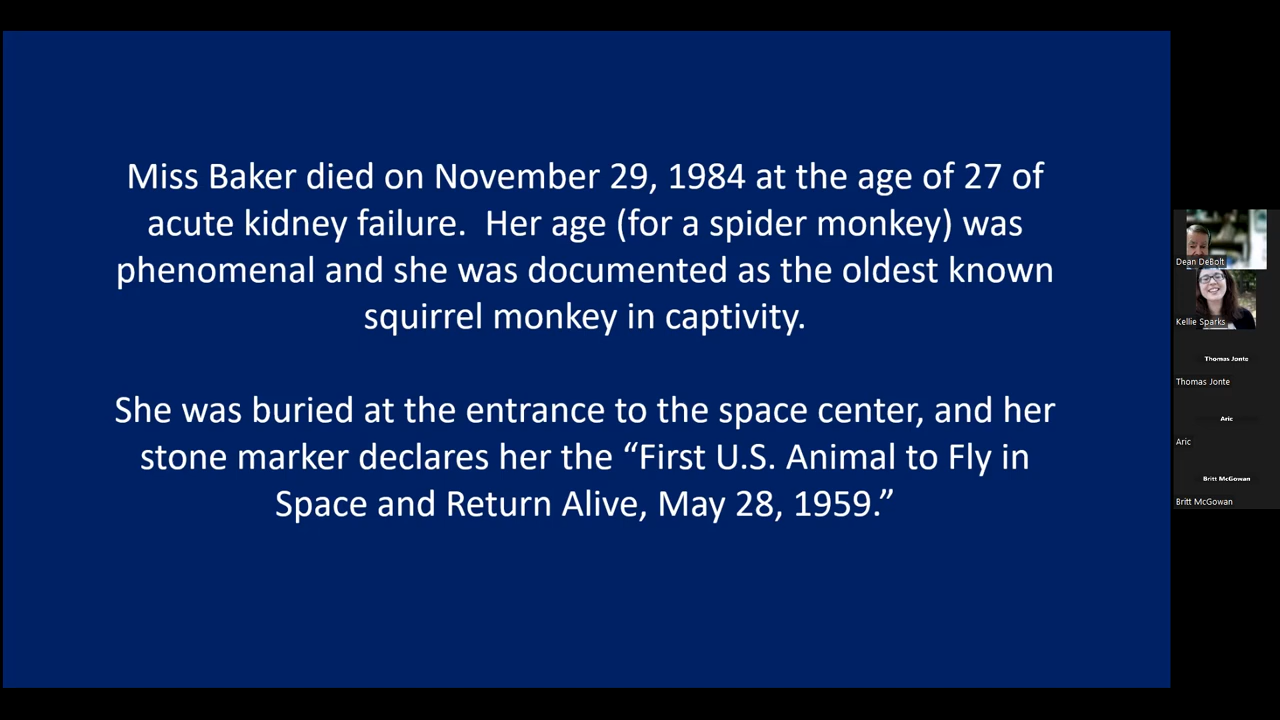 Miss Baker died on November 29, 1984 at the age of 27 of
acute kidney failure.  Her age (for a spider monkey) was
phenomenal and she was documented as the oldest known
squirrel monkey in captivity.
She was buried at the entrance to the space center, and her
stone marker declares her the “First U.S. Animal to Fly in
Space and Return Alive, May 28, 1959.”
Dean DeBolt
Kellie Sparks
Thomas Jonte
Thomas Jonte
Aric
Aric
Britt McGowan
Britt McGowan